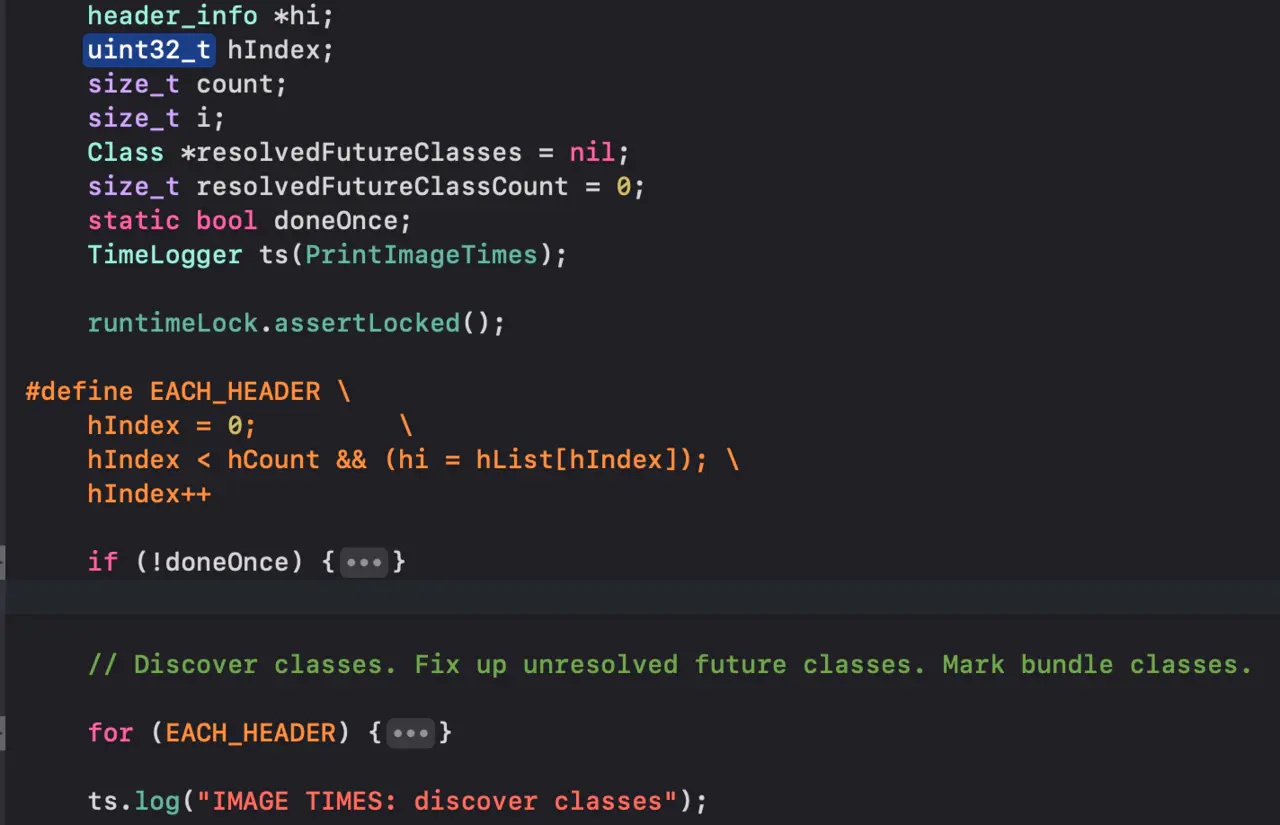 header_info *hi;
uint32_t hIndex;
size_t count;
size_t i;
Class *resolvedFutureClasses = nil;
size_t resolvedFutureClassCount = 0;
static bool doneOnce;
TimeLogger ts(PrintImageTimes);
runtimeLock.assertLocked();
#define EACH_HEADER \
hIndex = 0;         \
hIndex < hCount && (hi = hList[hIndex]); \
hIndex++
if (!doneOnce) {•••}
// Discover classes. Fix up unresolved future classes. Mark bundle classes.
for (EACH_HEADER) {•••}
ts.log("IMAGE TIMES: discover classes");